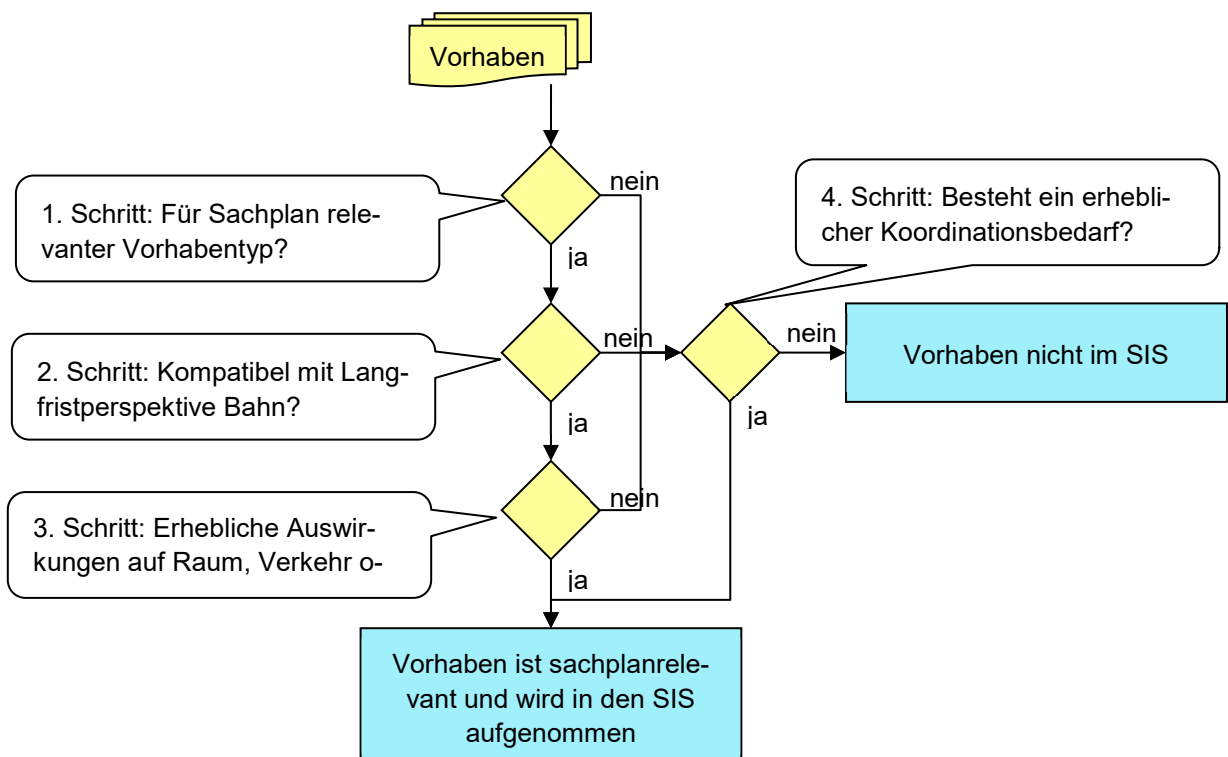 Vorhaben
nein
1. Schritt: Für Sachplan rele-
vanter Vorhabentyp?
4. Schritt: Besteht ein erhebli-
cher Koordinationsbedarf?
ja
nein
nein
2. Schritt: Kompatibel mit Lang-
fristperspektive Bahn?
Vorhaben nicht im SIS
ja
ja
nein
3. Schritt: Erhebliche Auswir-
kungen auf Raum, Verkehr o-
ja
Vorhaben ist sachplanrele-
vant und wird in den SIS
aufgenommen